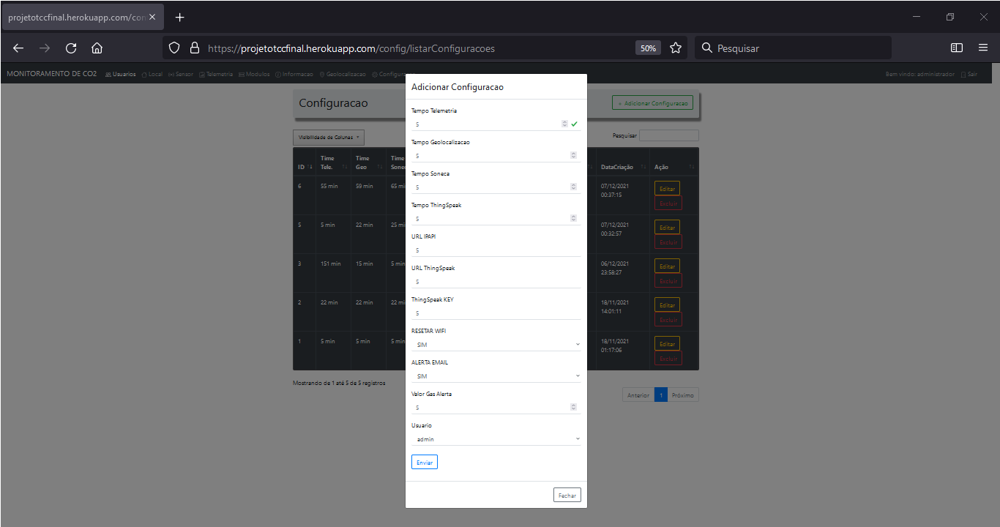 projetotccfinal.herokuapp.com/con
https://projetotccfinal.herokuapp.com/config/listarConfiguracoes
50%
Pesquisar
MONITORAMENTO DE CO2 Usuarios Local Sensor Telemetria Modulos Informacao Geolocalisacao Configura
Bem vindo: administrador Sair
Adicionar Configuracao
Configuracao
+ Adicionar Configuracao
Visibilidade de Colunas
Pesquisar
ID Time Tele. Time Geo Time Sone DataCriação Ação
6 55 min 59 min 65 mi 07/12/2021 00:37:15 Editar Excluir
5 5 min 22 min 25 mi 07/12/2021 00:32:57 Editar Excluir
3 151 min 15 min 5 min 06/12/2021 23:58:27 Editar Excluir
2 22 min 22 min 22 mi 18/11/2021 14:01:11 Editar Excluir
1 5 min 5 min 5 min 18/11/2021 01:17:06 Editar Excluir
Mostrando de 1 até 5 de 5 registros
Anterior 1 Próximo
Tempo Telemetria
5
Tempo Geolocalizacao
5
Tempo Soneca
5
Tempo ThingSpeak
5
URL IPAPI
5
URL ThingSpeak
5
ThingSpeak KEY
5
RESETAR WIFI
SIM
ALERTA EMAIL
SIM
Valor Gas Alerta
5
Usuario
admin
Enviar
Fechar